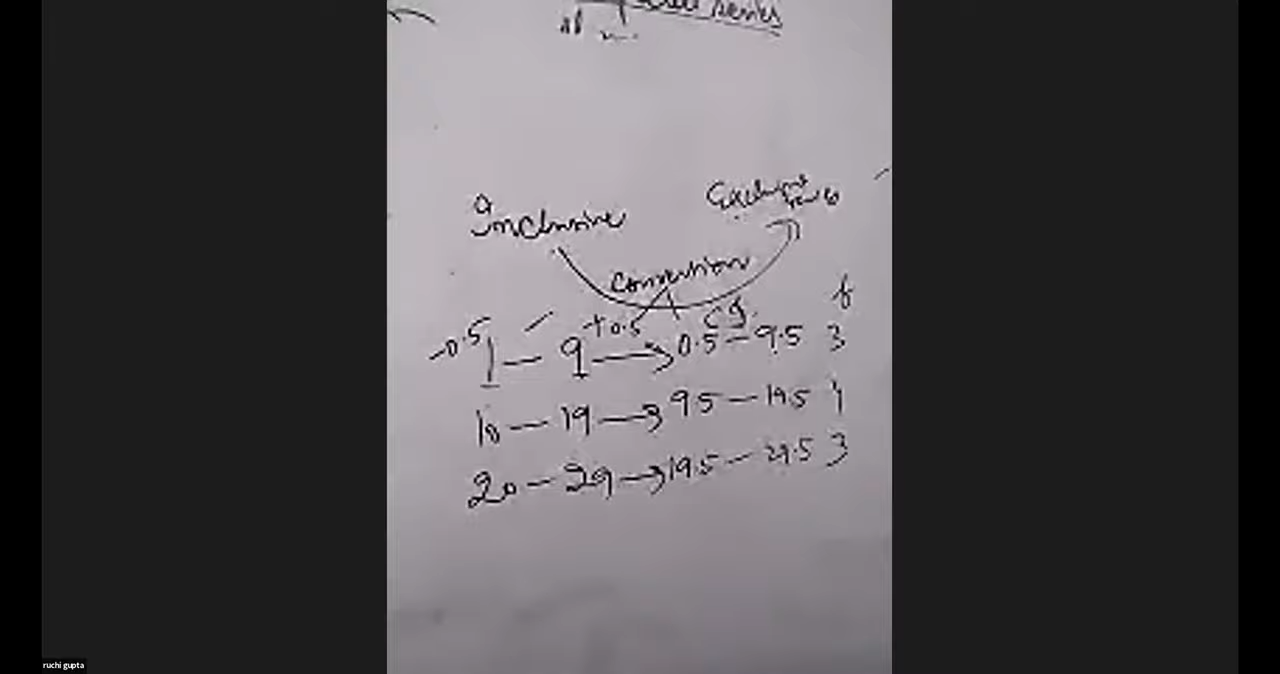 series
Inclusive
Conversion
f
-0.5 1 — 9 +0.5 → 0.5 — 9.5 3
10 — 19 → 9.5 — 19.5
20 — 29 → 19.5 — 29.5 3
ruchi gupta